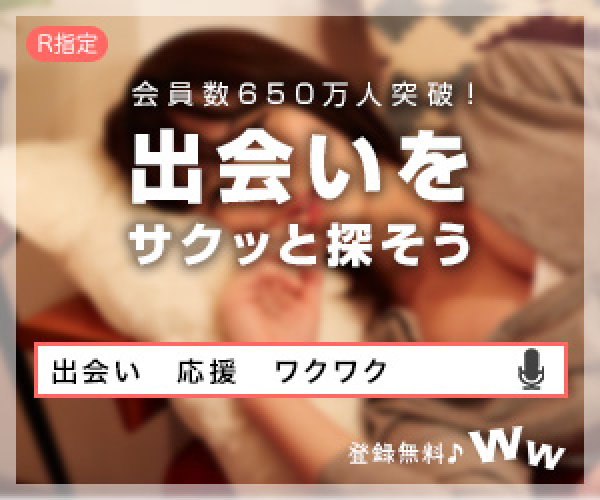 R指定
会員数650万人突破！
出会いを
サクッと探そう
出会い　応援　ワクワク
登録無料♪ww